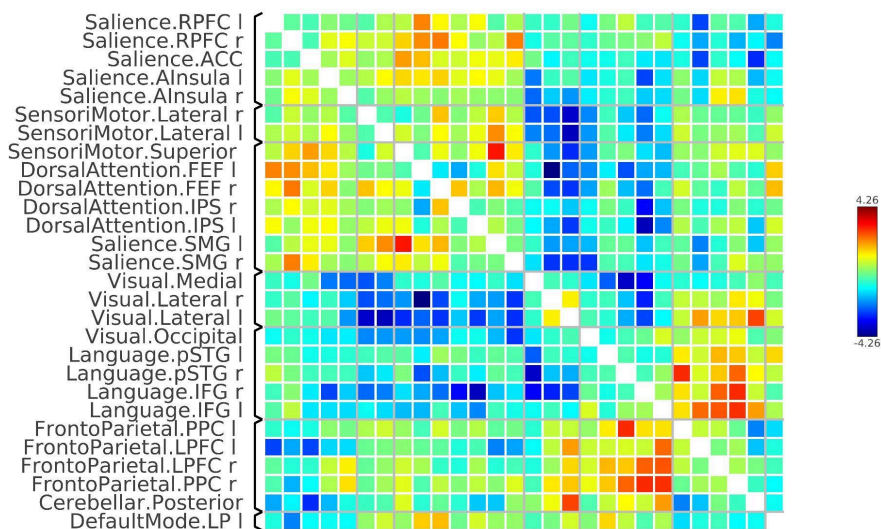 Salience.RPFC l
Salience.RPFC r
Salience.ACC
Salience.AInsula l
Salience.AInsula r
SensoriMotor.Lateral r
SensoriMotor.Lateral l
SensoriMotor.Superior
DorsalAttention.FEF l
DorsalAttention.FEF r
DorsalAttention.IPS r
DorsalAttention.IPS l
Salience.SMG l
Salience.SMG r
Visual.Medial
Visual.Lateral r
Visual.Lateral l
Visual.Occipital
Language.pSTG l
Language.pSTG r
Language.IFG r
Language.IFG l
FrontoParietal.PPC l
FrontoParietal.LPFC l
FrontoParietal.LPFC r
FrontoParietal.PPC r
Cerebellar.Posterior
DefaultMode.LP l
4.26
-4.26